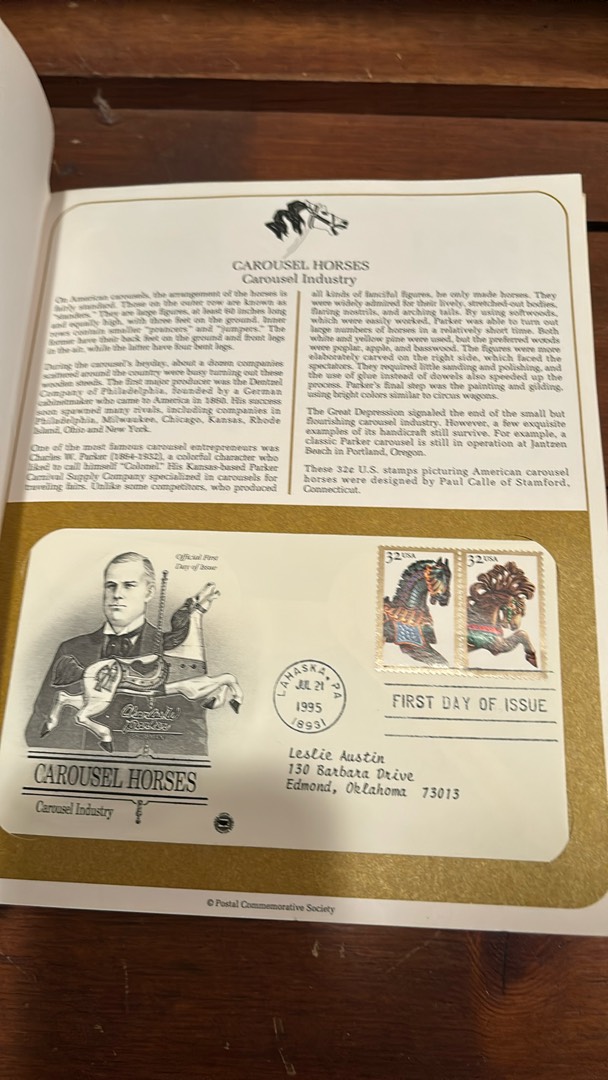 CAROUSEL HORSES
Carousel Industry
On American carousels, the arrangement of the horses is
fairly standard. Those on the outer row are known as
"standers." They are large figures, at least 60 inches long
and equally high, with three feet on the ground. Inner
rows contain smaller "prancers" and "jumpers." The
former have their back feet on the ground and front legs
in the air, while the latter have four bent legs.
During the carousel's heyday, about a dozen companies
scattered around the country were busy turning out these
wooden steeds. The first major producer was the Dentzel
Company of Philadelphia, founded by a German
cabinetmaker who came to America in 1860. His success
soon spawned many rivals, including companies in
Philadelphia, Milwaukee, Chicago, Kansas, Rhode
Island, Ohio and New York.
One of the most famous carousel entrepreneurs was
Charles W. Parker [1864-1932], a colorful character who
liked to call himself "Colonel." His Kansas-based Parker
Carnival Supply Company specialized in carousels for
traveling fairs. Unlike some competitors, who produced
all kinds of fanciful figures, he only made horses. They
were widely admired for their lively, stretched-out bodies,
flaring nostrils, and arching tails. By using softwoods,
which were easily worked, Parker was able to turn out
large numbers of horses in a relatively short time. Both
white and yellow pine were used, but the preferred woods
were poplar, apple, and basswood. The figures were more
elaborately carved on the right side, which faced the
spectators. They required little sanding and polishing, and
the use of glue instead of dowels also speeded up the
process. Parker's final step was the painting and gilding,
using bright colors similar to circus wagons.
The Great Depression signaled the end of the small but
flourishing carousel industry. However, a few exquisite
examples of its handicraft still survive. For example, a
classic Parker carousel is still in operation at Jantzen
Beach in Portland, Oregon.
These 32¢ U.S. stamps picturing American carousel
horses were designed by Paul Calle of Stamford,
Connecticut.
Official First
Day of Issue
32 USA
32 USA
LAHASKA, PA
JUL 21
1995
18931
FIRST DAY OF ISSUE
Leslie Austin
130 Barbara Drive
Edmond, Oklahoma 73013
CAROUSEL HORSES
Carousel Industry
© Postal Commemorative Society